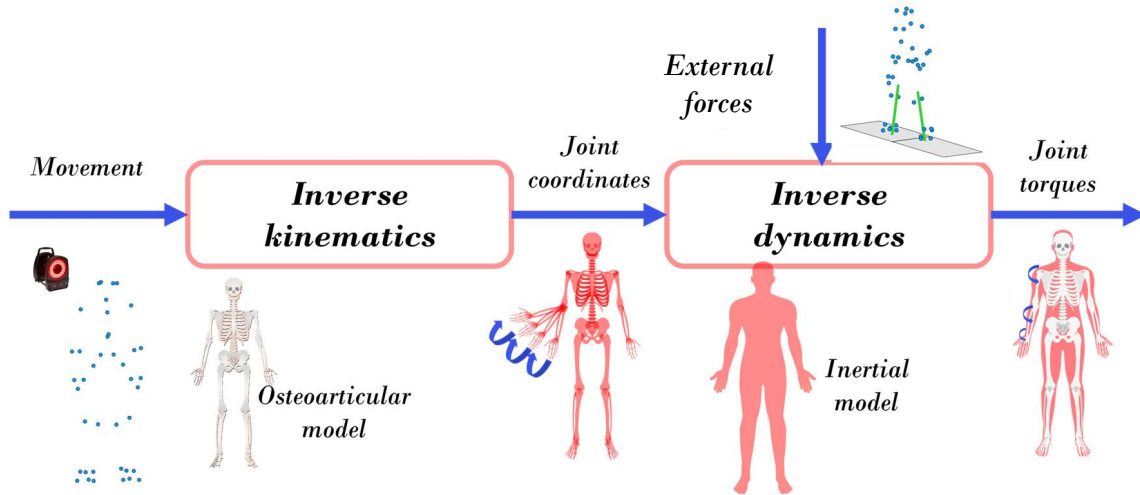 Movement
Inverse
kinematics
Osteoarticular
model
Joint
coordinates
External
forces
Inverse
dynamics
Inertial
model
Joint
torques